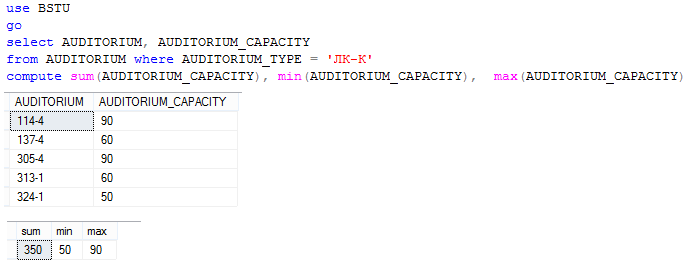 use BSTU
go
select AUDITORIUM, AUDITORIUM_CAPACITY
from AUDITORIUM where AUDITORIUM_TYPE = 'ЛК-К'
compute sum(AUDITORIUM_CAPACITY), min(AUDITORIUM_CAPACITY),  max(AUDITORIUM_CAPACITY)
AUDITORIUM AUDITORIUM_CAPACITY
114-4 90
137-4 60
305-4 90
313-1 60
324-1 50
sum min max
350 50 90